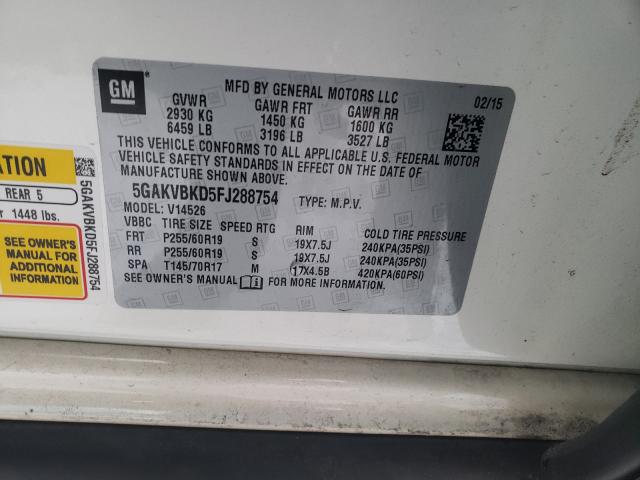 GM
MFD BY GENERAL MOTORS LLC
02/15
GVWR GAWR FRT GAWR RR
2930 KG 1450 KG 1600 KG
6459 LB 3196 LB 3527 LB
THIS VEHICLE CONFORMS TO ALL APPLICABLE U.S. FEDERAL MOTOR
VEHICLE SAFETY STANDARDS IN EFFECT ON THE DATE OF
MANUFACTURE SHOWN ABOVE.
5GAKVBKD5FJ288754 TYPE: M.P.V.
MODEL: V14526
VBBC TIRE SIZE SPEED RTG RIM COLD TIRE PRESSURE
FRT P255/60R19 S 19X7.5J 240KPA(35PSI)
RR P255/60R19 S 19X7.5J 240KPA(35PSI)
SPA T145/70R17 M 17X4.5B 420KPA(60PSI)
SEE OWNER'S MANUAL FOR MORE INFORMATION.
ATION
REAR 5
1448 lbs.
SEE OWNER'S
MANUAL FOR
ADDITIONAL
INFORMATION
5GAKVBKD5FJ288754